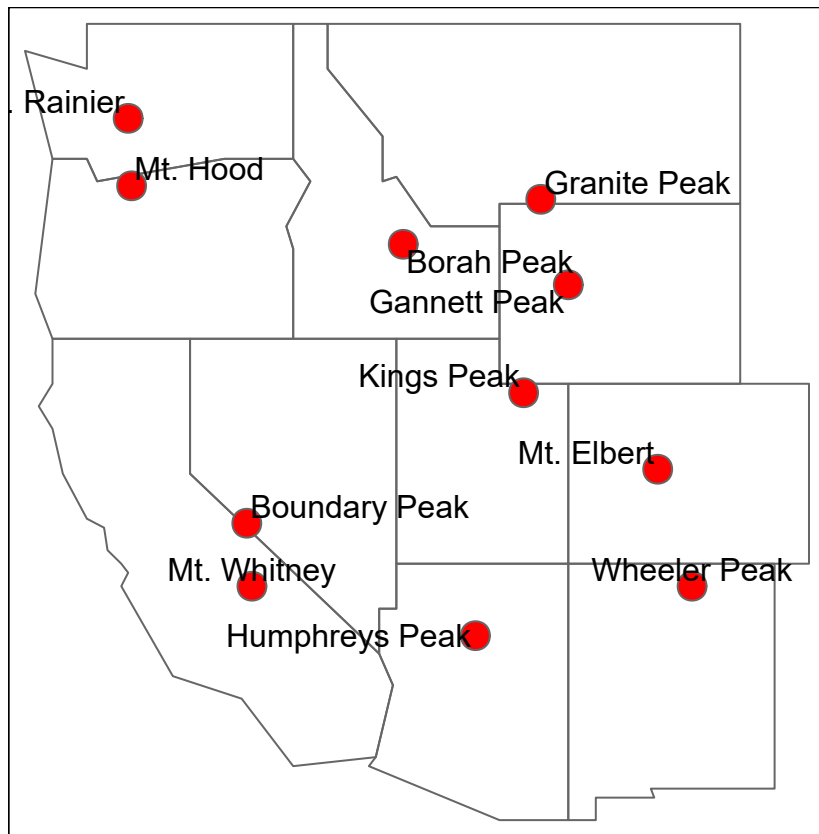 . Rainier
Mt. Hood
Granite Peak
Borah Peak
Gannett Peak
Kings Peak
Mt. Elbert
Boundary Peak
Mt. Whitney
Wheeler Peak
Humphreys Peak